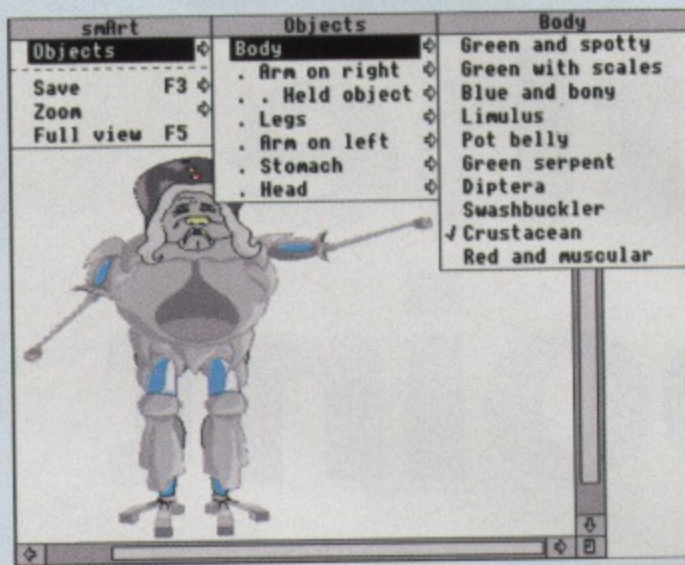 smArt
Objects
Save F3
Zoom
Full view F5
Objects
Body
. Arm on right
. . Held object
. Legs
. Arm on left
. Stomach
. Head
Body
Green and spotty
Green with scales
Blue and bony
Limulus
Pot belly
Green serpent
Diptera
Swashbuckler
√ Crustacean
Red and muscular